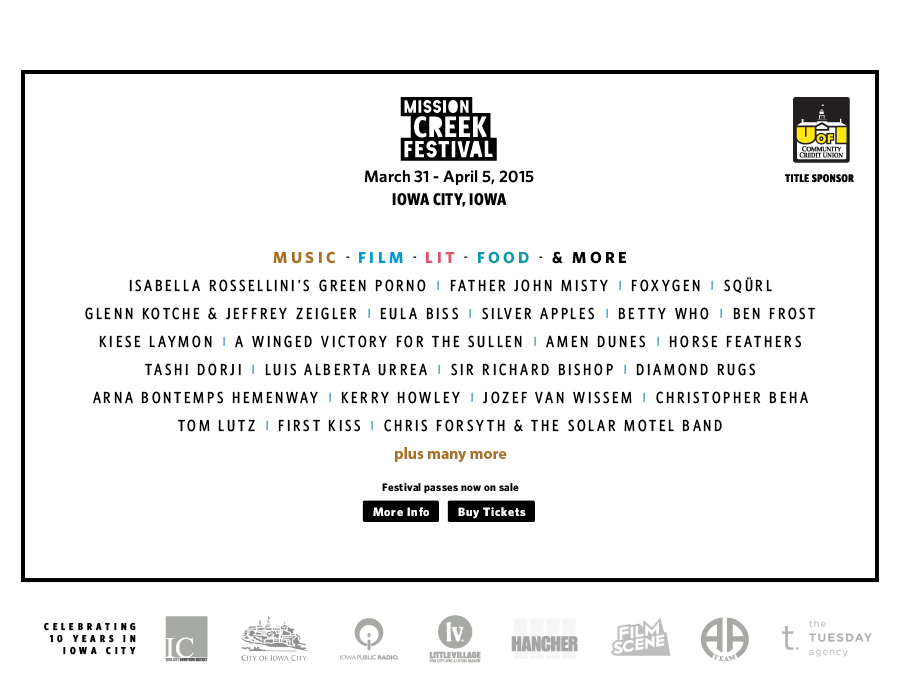 MISSION
CREEK
FESTIVAL
March 31 - April 5, 2015
IOWA CITY, IOWA
UofI
COMMUNITY
CREDIT UNION
TITLE SPONSOR
MUSIC · FILM · LIT · FOOD · & MORE
ISABELLA ROSSELLINI'S GREEN PORNO | FATHER JOHN MISTY | FOXYGEN | SQÜRL
GLENN KOTCHE & JEFFREY ZEIGLER | EULA BISS | SILVER APPLES | BETTY WHO | BEN FROST
KIESE LAYMON | A WINGED VICTORY FOR THE SULLEN | AMEN DUNES | HORSE FEATHERS
TASHI DORJI | LUIS ALBERTA URREA | SIR RICHARD BISHOP | DIAMOND RUGS
ARNA BONTEMPS HEMENWAY | KERRY HOWLEY | JOZEF VAN WISSEM | CHRISTOPHER BEHA
TOM LUTZ | FIRST KISS | CHRIS FORSYTH & THE SOLAR MOTEL BAND
plus many more
Festival passes now on sale
More Info
Buy Tickets
CELEBRATING
10 YEARS IN
IOWA CITY
IC
CITY OF IOWA CITY
IOWA PUBLIC RADIO.
lv.
LITTLE VILLAGE
HANCHER
FILM
SCENE
AA
TEAM
t.
the
TUESDAY
agency